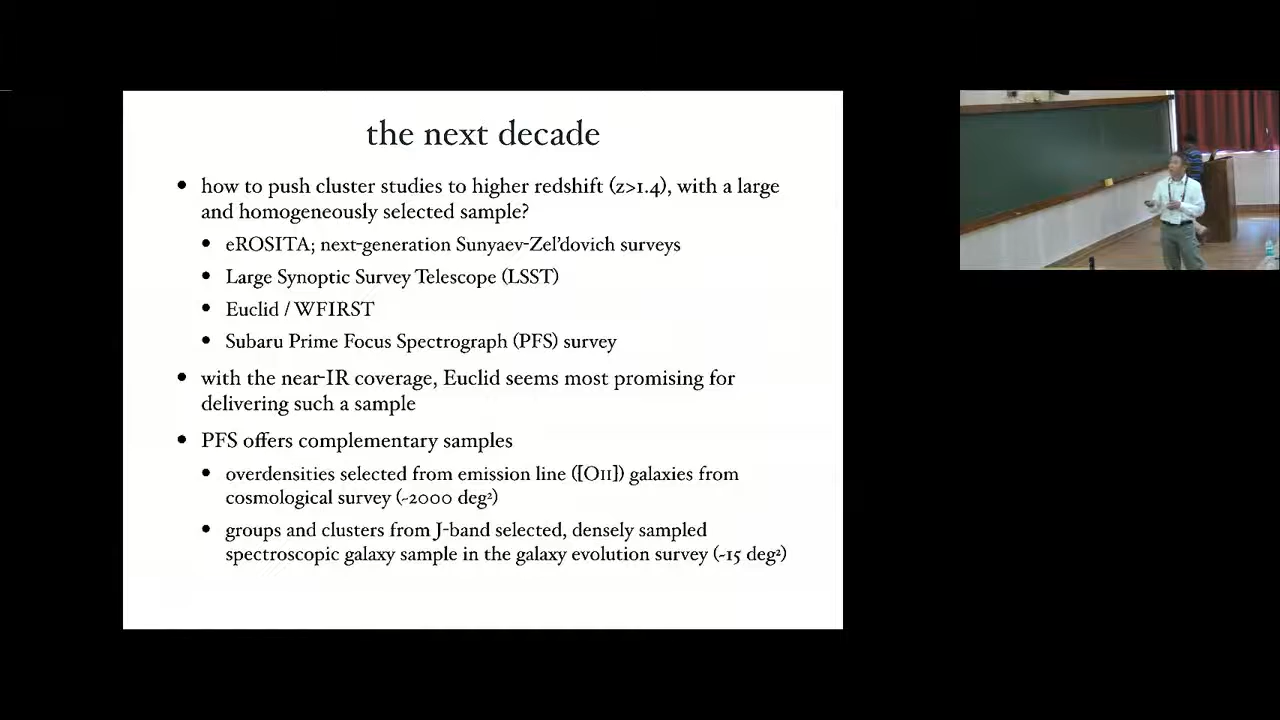 the next decade
• how to push cluster studies to higher redshift (z>1.4), with a large
and homogeneously selected sample?
• eROSITA; next-generation Sunyaev-Zel'dovich surveys
• Large Synoptic Survey Telescope (LSST)
• Euclid / WFIRST
• Subaru Prime Focus Spectrograph (PFS) survey
• with the near-IR coverage, Euclid seems most promising for
delivering such a sample
• PFS offers complementary samples
• overdensities selected from emission line ([OII]) galaxies from
cosmological survey (~2000 deg²)
• groups and clusters from J-band selected, densely sampled
spectroscopic galaxy sample in the galaxy evolution survey (~15 deg²)